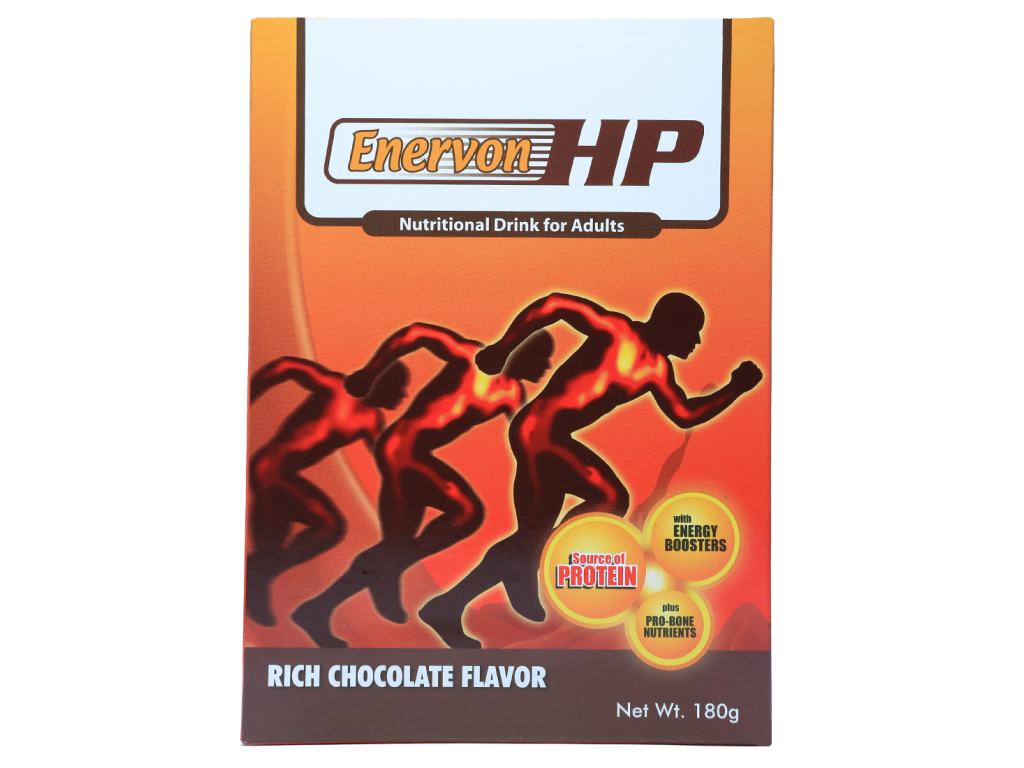 Enervon HP
Nutritional Drink for Adults
with
ENERGY
BOOSTERS
Source of
PROTEIN
plus
PRO-BONE
NUTRIENTS
RICH CHOCOLATE FLAVOR
Net Wt. 180g